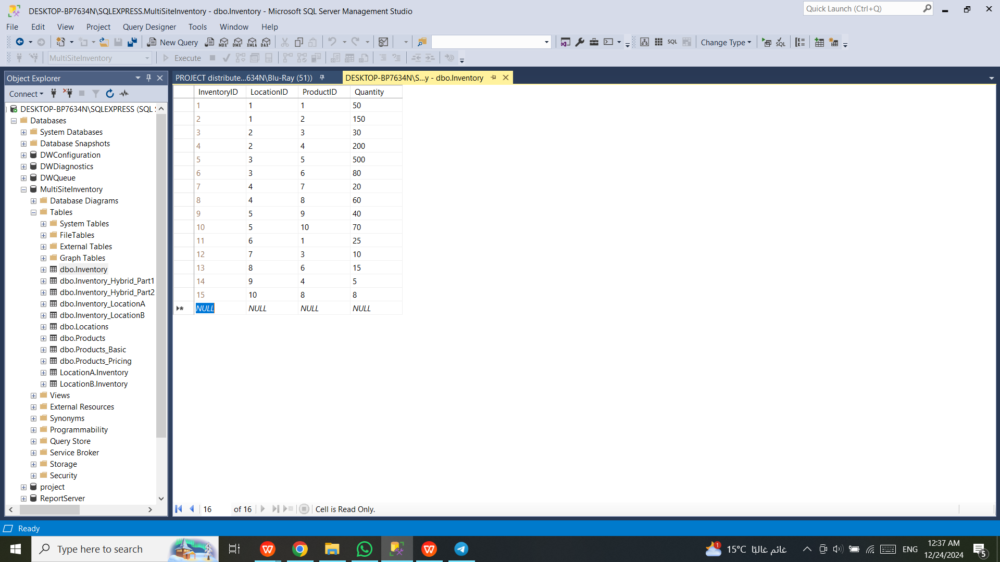 DESKTOP-BP7634N\SQLEXPRESS.MultiSiteInventory - dbo.Inventory - Microsoft SQL Server Management Studio
Quick Launch (Ctrl+Q)
File Edit View Project Query Designer Tools Window Help
New Query MDX DMX XMLA DAX SQL Change Type SQL
MultiSiteInventory Execute
Object Explorer
PROJECT distribute...634N\Blu-Ray (51))
DESKTOP-BP7634N\S...y - dbo.Inventory
Connect
DESKTOP-BP7634N\SQLEXPRESS (SQL
Databases
System Databases
Database Snapshots
DWConfiguration
DWDiagnostics
DWQueue
MultiSiteInventory
Database Diagrams
Tables
System Tables
FileTables
External Tables
Graph Tables
dbo.Inventory
dbo.Inventory_Hybrid_Part1
dbo.Inventory_Hybrid_Part2
dbo.Inventory_LocationA
dbo.Inventory_LocationB
dbo.Locations
dbo.Products
dbo.Products_Basic
dbo.Products_Pricing
LocationA.Inventory
LocationB.Inventory
Views
External Resources
Synonyms
Programmability
Query Store
Service Broker
Storage
Security
project
ReportServer
InventoryID LocationID ProductID Quantity
1 1 1 50
2 1 2 150
3 2 3 30
4 2 4 200
5 3 5 500
6 3 6 80
7 4 7 20
8 4 8 60
9 5 9 40
10 5 10 70
11 6 1 25
12 7 3 10
13 8 6 15
14 9 4 5
15 10 8 8
NULL NULL NULL NULL
16 of 16 Cell is Read Only.
Ready
Type here to search
1
15°C غائم غالبًا
ENG
12:37 AM
12/24/2024
5